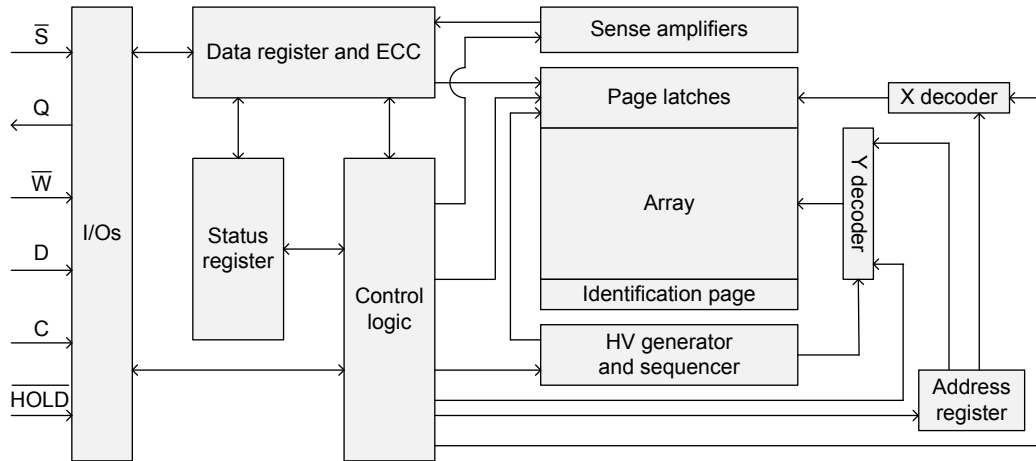 S̅
Q
W̅
D
C
H̅O̅L̅D̅
I/Os
Data register and ECC
Status
register
Control
logic
Sense amplifiers
Page latches
Array
Identification page
HV generator
and sequencer
X decoder
Y decoder
Address
register